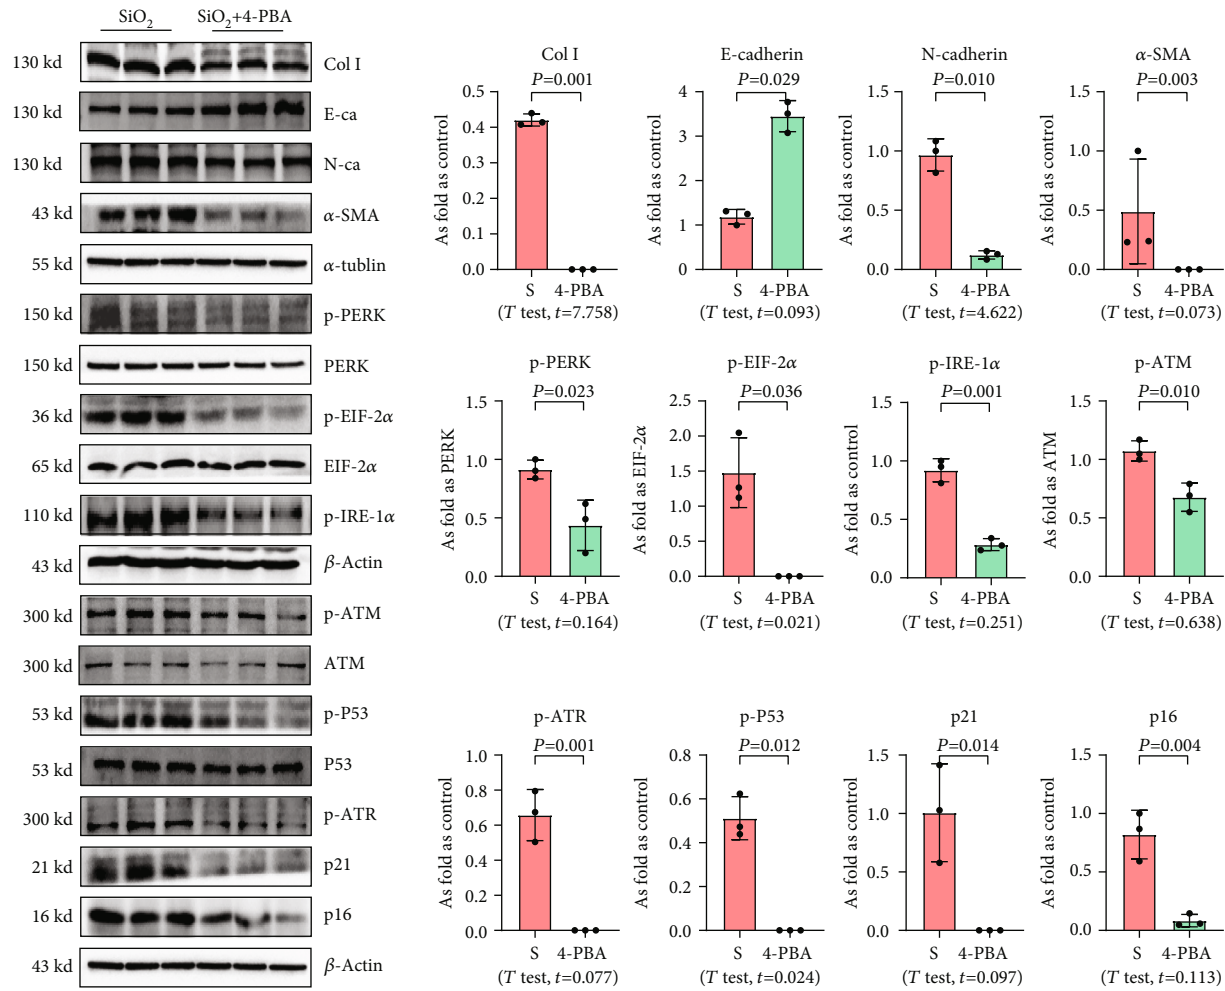 SiO₂ SiO₂+4-PBA
130 kd Col I
130 kd E-ca
130 kd N-ca
43 kd α-SMA
55 kd α-tublin
150 kd p-PERK
150 kd PERK
36 kd p-EIF-2α
65 kd EIF-2α
110 kd p-IRE-1α
43 kd β-Actin
300 kd p-ATM
300 kd ATM
53 kd p-P53
53 kd P53
300 kd p-ATR
21 kd p21
16 kd p16
43 kd β-Actin
Col I
P=0.001
As fold as control
0.5
0.4
0.3
0.2
0.1
0.0
S 4-PBA
(T test, t=7.758)
E-cadherin
P=0.029
As fold as control
4
3
2
1
0
S 4-PBA
(T test, t=0.093)
N-cadherin
P=0.010
As fold as control
1.5
1.0
0.5
0.0
S 4-PBA
(T test, t=4.622)
α-SMA
P=0.003
As fold as control
1.5
1.0
0.5
0.0
S 4-PBA
(T test, t=0.073)
p-PERK
P=0.023
As fold as PERK
1.5
1.0
0.5
0.0
S 4-PBA
(T test, t=0.164)
p-EIF-2α
P=0.036
As fold as EIF-2α
2.5
2.0
1.5
1.0
0.5
0.0
S 4-PBA
(T test, t=0.021)
p-IRE-1α
P=0.001
As fold as control
1.5
1.0
0.5
0.0
S 4-PBA
(T test, t=0.251)
p-ATM
P=0.010
As fold as ATM
1.5
1.0
0.5
0.0
S 4-PBA
(T test, t=0.638)
p-ATR
P=0.001
As fold as control
1.0
0.8
0.6
0.4
0.2
0.0
S 4-PBA
(T test, t=0.077)
p-P53
P=0.012
As fold as control
0.8
0.6
0.4
0.2
0.0
S 4-PBA
(T test, t=0.024)
p21
P=0.014
As fold as control
1.5
1.0
0.5
0.0
S 4-PBA
(T test, t=0.097)
p16
P=0.004
As fold as control
1.5
1.0
0.5
0.0
S 4-PBA
(T test, t=0.113)